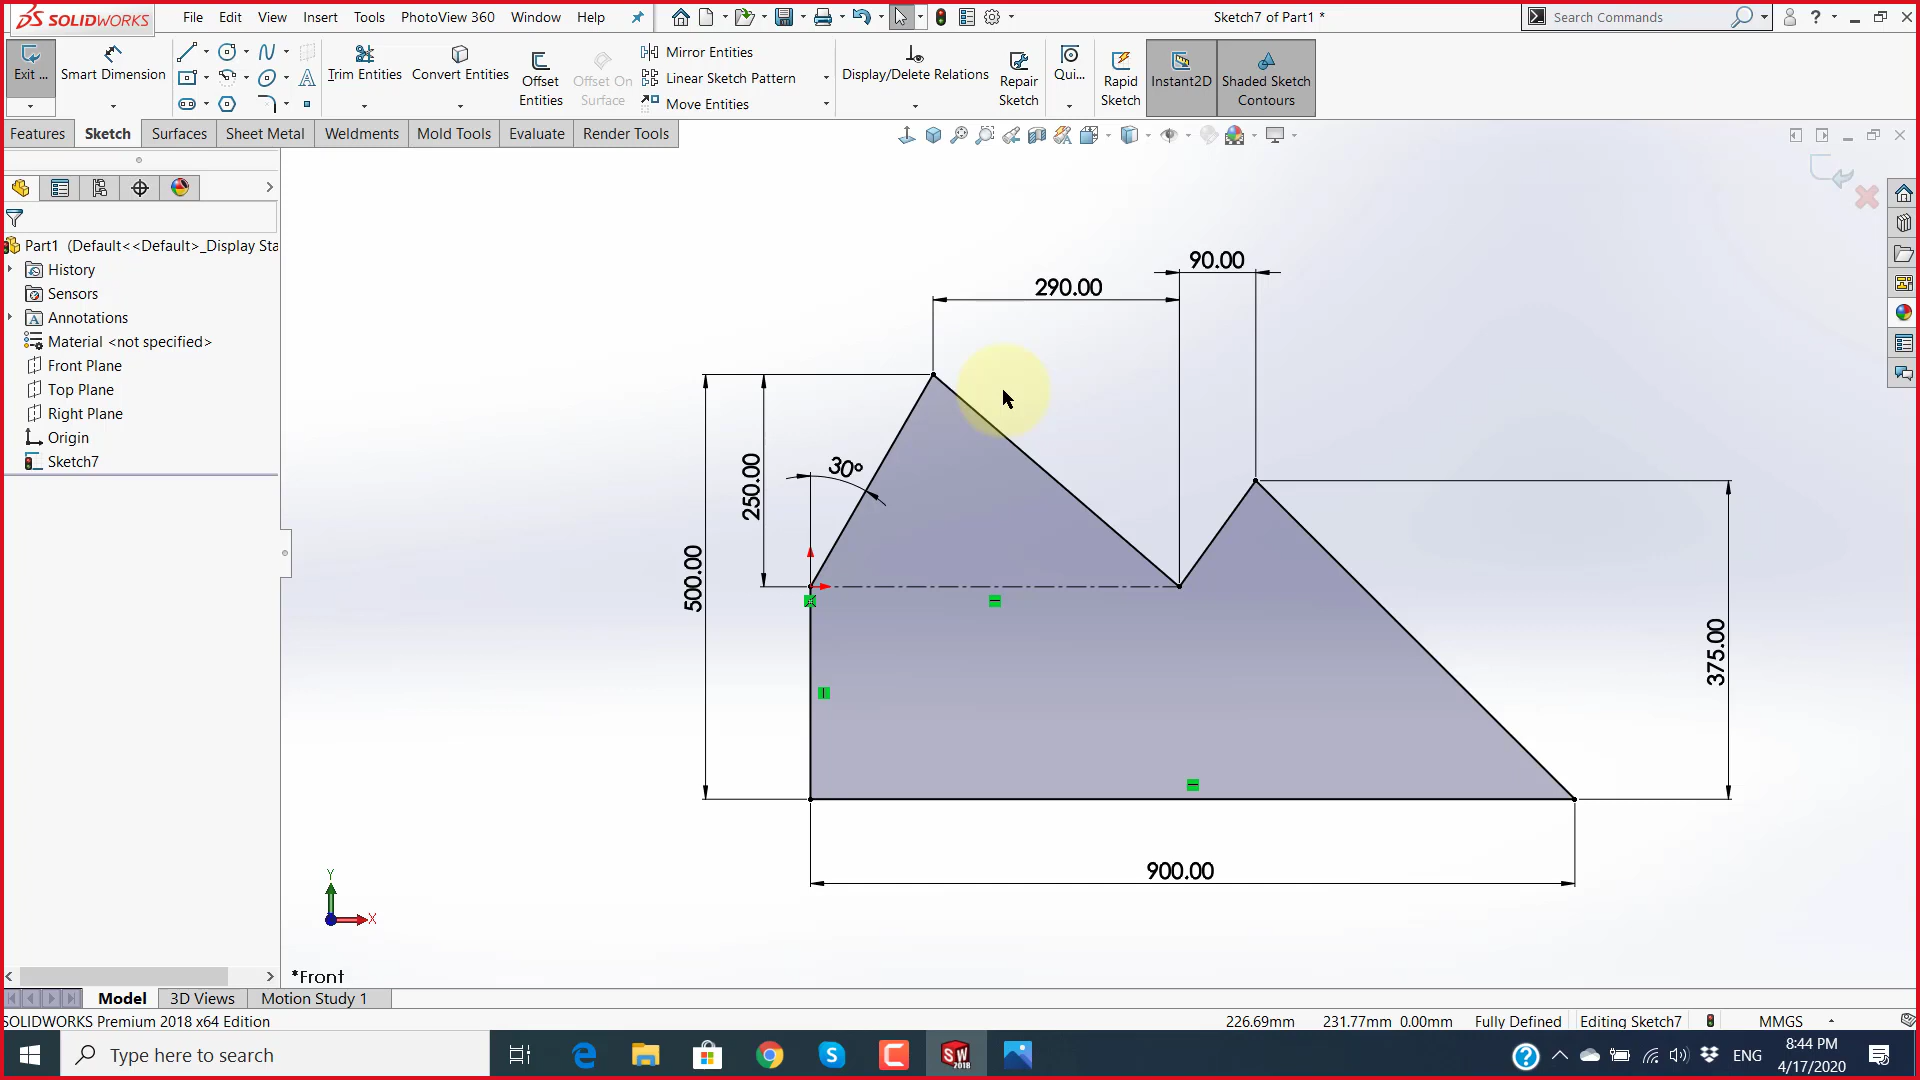 SOLIDWORKS File Edit View Insert Tools PhotoView 360 Window Help Sketch7 of Part1 * Search Commands
Exit ... Smart Dimension Trim Entities Convert Entities Offset Entities Offset On Surface Mirror Entities Linear Sketch Pattern Move Entities Display/Delete Relations Repair Sketch Qui... Rapid Sketch Instant2D Shaded Sketch Contours
Features Sketch Surfaces Sheet Metal Weldments Mold Tools Evaluate Render Tools
Part1 (Default<<Default>_Display Sta
History
Sensors
Annotations
Material <not specified>
Front Plane
Top Plane
Right Plane
Origin
Sketch7
90.00
290.00
30°
250.00
500.00
375.00
900.00
Y
X
*Front
Model 3D Views Motion Study 1
SOLIDWORKS Premium 2018 x64 Edition 226.69mm 231.77mm 0.00mm Fully Defined Editing Sketch7 MMGS
Type here to search SW 2018 ENG 8:44 PM
4/17/2020